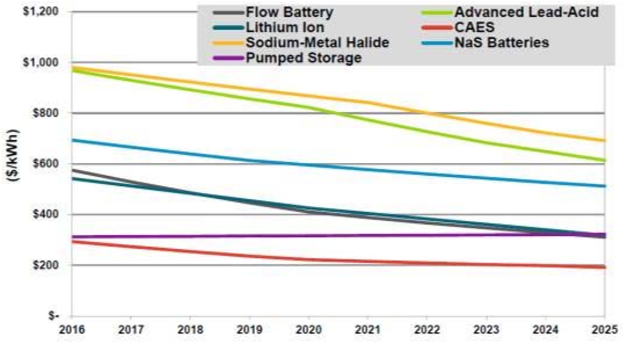 $1,200
Flow Battery Advanced Lead-Acid
Lithium Ion CAES
Sodium-Metal Halide NaS Batteries
Pumped Storage
$1,000
$800
($/kWh)
$600
$400
$200
$-
2016 2017 2018 2019 2020 2021 2022 2023 2024 2025